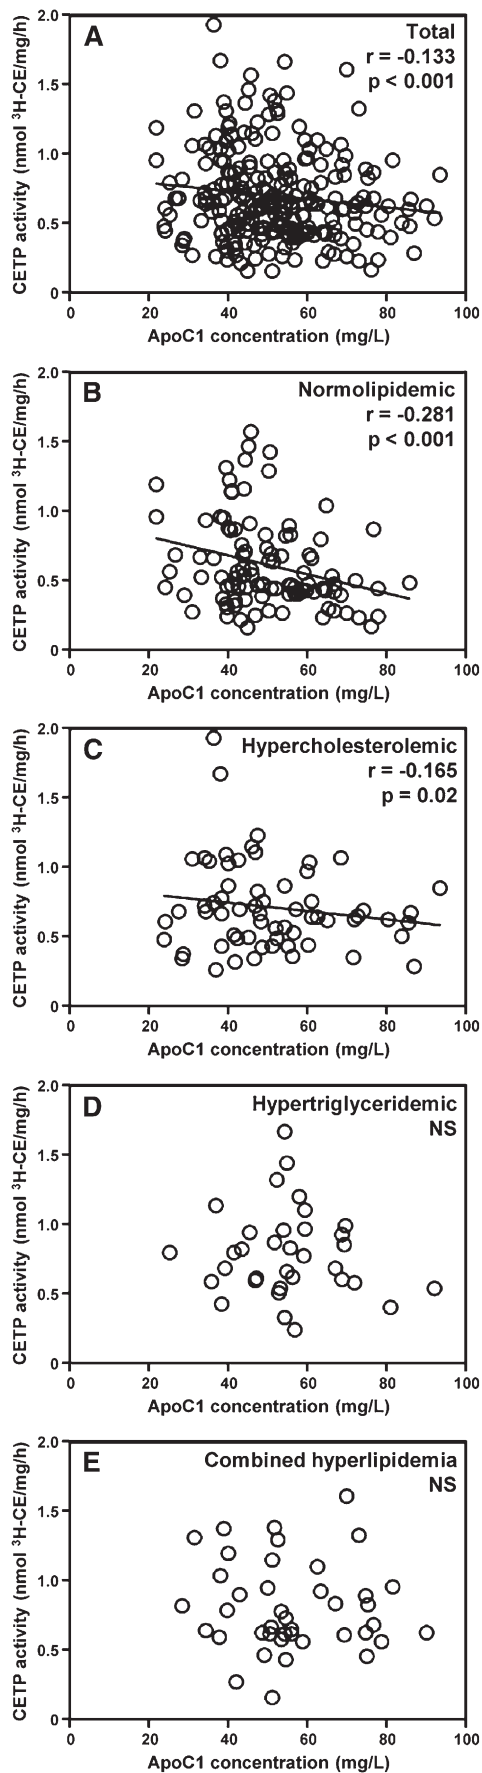 A
Total
r = -0.133
p < 0.001
CETP activity (nmol ³H-CE/mg/h)
2.0
1.5
1.0
0.5
0
0 20 40 60 80 100
ApoC1 concentration (mg/L)
B
Normolipidemic
r = -0.281
p < 0.001
CETP activity (nmol ³H-CE/mg/h)
2.0
1.5
1.0
0.5
0
0 20 40 60 80 100
ApoC1 concentration (mg/L)
C
Hypercholesterolemic
r = -0.165
p = 0.02
CETP activity (nmol ³H-CE/mg/h)
2.0
1.5
1.0
0.5
0
0 20 40 60 80 100
ApoC1 concentration (mg/L)
D
Hypertriglyceridemic
NS
CETP activity (nmol ³H-CE/mg/h)
2.0
1.5
1.0
0.5
0
0 20 40 60 80 100
ApoC1 concentration (mg/L)
E
Combined hyperlipidemia
NS
CETP activity (nmol ³H-CE/mg/h)
2.0
1.5
1.0
0.5
0
0 20 40 60 80 100
ApoC1 concentration (mg/L)